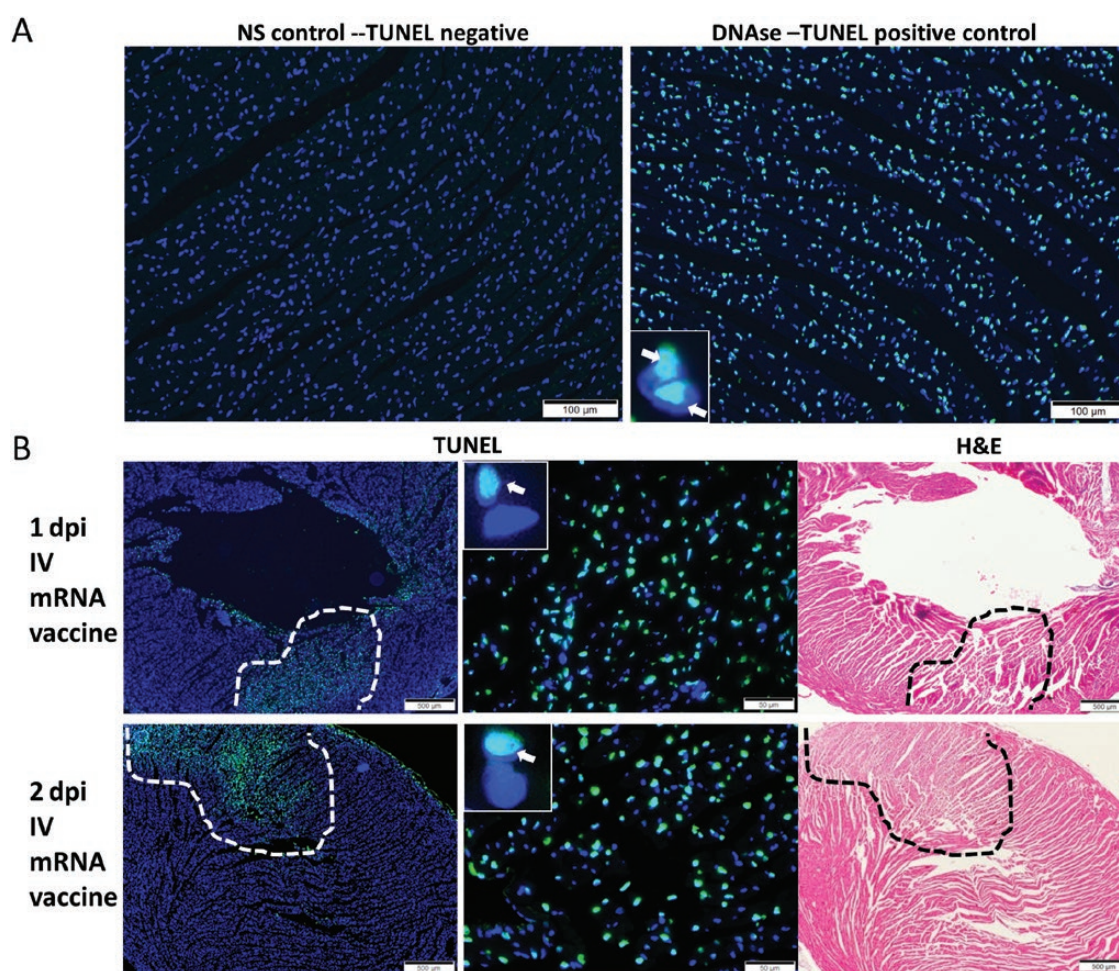 A
NS control --TUNEL negative
DNAse –TUNEL positive control
100 µm
100 µm
B
TUNEL
H&E
1 dpi
IV
mRNA
vaccine
500 µm
50 µm
500 µm
2 dpi
IV
mRNA
vaccine
500 µm
50 µm
500 µm